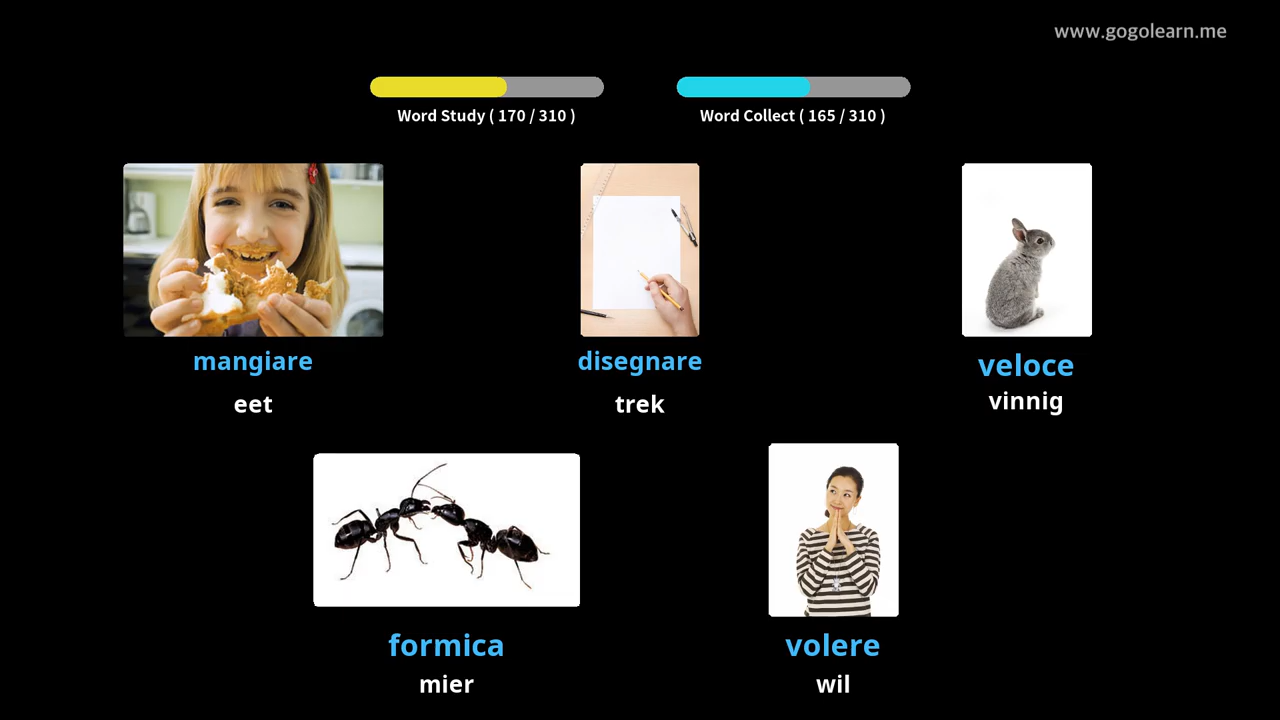 www.gogolearn.me
Word Study ( 170 / 310 )
Word Collect ( 165 / 310 )
mangiare
eet
disegnare
trek
veloce
vinnig
formica
mier
volere
wil